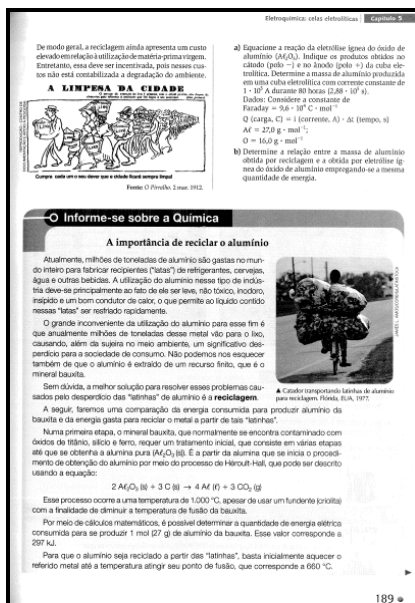 Eletroquímica: celas eletrolíticas Capítulo 5
De modo geral, a reciclagem ainda apresenta um custo
elevado em relação à utilização de matéria-prima virgem.
Entretanto, essa deve ser incentivada, pois nesses cus-
tos não está contabilizada a degradação do ambiente.
A LIMPESA DA CIDADE
Cumpra cada um o seu dever que a cidade ficará sempre limpa!
Fonte: O Pirralho, 2 mar. 1912.
a) Equacione a reação da eletrólise ígnea do óxido de
alumínio (Aℓ₂O₃). Indique os produtos obtidos no
cátodo (polo −) e no ânodo (polo +) da cuba ele-
trolítica. Determine a massa de alumínio produzida
em uma cuba eletrolítica com corrente constante de
1 · 10⁵ A durante 80 horas (2,88 · 10⁵ s).
Dados: Considere a constante de
Faraday = 9,6 · 10⁴ C · mol⁻¹
Q (carga, C) = i (corrente, A) · Δt (tempo, s)
Aℓ = 27,0 g · mol⁻¹;
O = 16,0 g · mol⁻¹
b) Determine a relação entre a massa de alumínio
obtida por reciclagem e a obtida por eletrólise íg-
nea do óxido de alumínio empregando-se a mesma
quantidade de energia.
Informe-se sobre a Química
A importância de reciclar o alumínio
Atualmente, milhões de toneladas de alumínio são gastas no mun-
do inteiro para fabricar recipientes ("latas") de refrigerantes, cervejas,
água e outras bebidas. A utilização do alumínio nesse tipo de indús-
tria deve-se principalmente ao fato de ele ser leve, não tóxico, inodoro,
insípido e um bom condutor de calor, o que permite ao líquido contido
nessas "latas" ser resfriado rapidamente.
O grande inconveniente da utilização do alumínio para esse fim é
que anualmente milhões de toneladas desse metal vão para o lixo,
causando, além da sujeira no meio ambiente, um significativo des-
perdício para a sociedade de consumo. Não podemos nos esquecer
também de que o alumínio é extraído de um recurso finito, que é o
mineral bauxita.
Sem dúvida, a melhor solução para resolver esses problemas cau-
sados pelo desperdício das "latinhas" de alumínio é a reciclagem.
▲ Catador transportando latinhas de alumínio
para reciclagem. Flórida, EUA, 1977.
A seguir, faremos uma comparação da energia consumida para produzir alumínio da
bauxita e da energia gasta para reciclar o metal a partir de tais "latinhas".
Numa primeira etapa, o mineral bauxita, que normalmente se encontra contaminado com
óxidos de titânio, silício e ferro, requer um tratamento inicial, que consiste em várias etapas
até que se obtenha a alumina pura (Aℓ₂O₃ (s)). É a partir da alumina que se inicia o procedi-
mento de obtenção do alumínio por meio do processo de Héroult-Hall, que pode ser descrito
usando a equação:
2 Aℓ₂O₃ (s) + 3 C (s) → 4 Aℓ (ℓ) + 3 CO₂ (g)
Esse processo ocorre a uma temperatura de 1.000 °C, apesar de usar um fundente (criolita)
com a finalidade de diminuir a temperatura de fusão da bauxita.
Por meio de cálculos matemáticos, é possível determinar a quantidade de energia elétrica
consumida para se produzir 1 mol (27 g) de alumínio da bauxita. Esse valor corresponde a
297 kJ.
Para que o alumínio seja reciclado a partir das "latinhas", basta inicialmente aquecer o
referido metal até a temperatura atingir seu ponto de fusão, que corresponde a 660 °C.
189